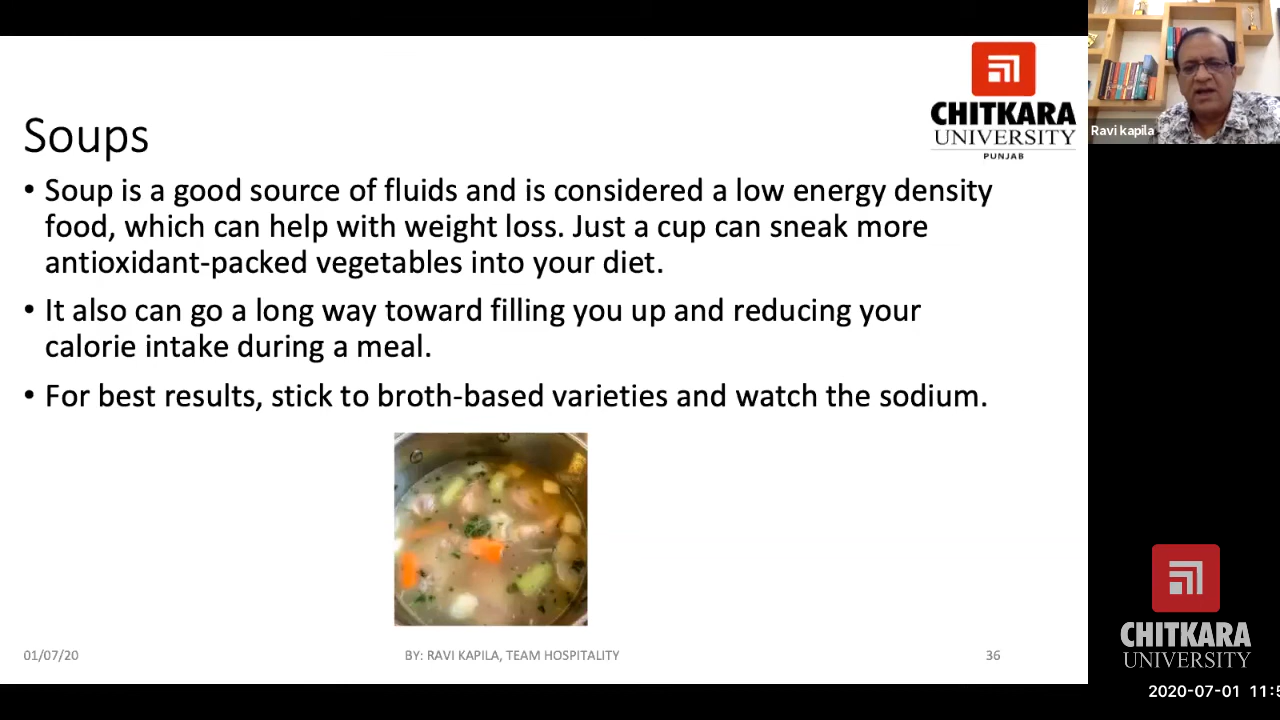 CHITKARA
UNIVERSITY
PUNJAB
Ravi kapila
Soups
• Soup is a good source of fluids and is considered a low energy density
food, which can help with weight loss. Just a cup can sneak more
antioxidant-packed vegetables into your diet.
• It also can go a long way toward filling you up and reducing your
calorie intake during a meal.
• For best results, stick to broth-based varieties and watch the sodium.
01/07/20
BY: RAVI KAPILA, TEAM HOSPITALITY
36
CHITKARA
UNIVERSITY
2020-07-01 11:5